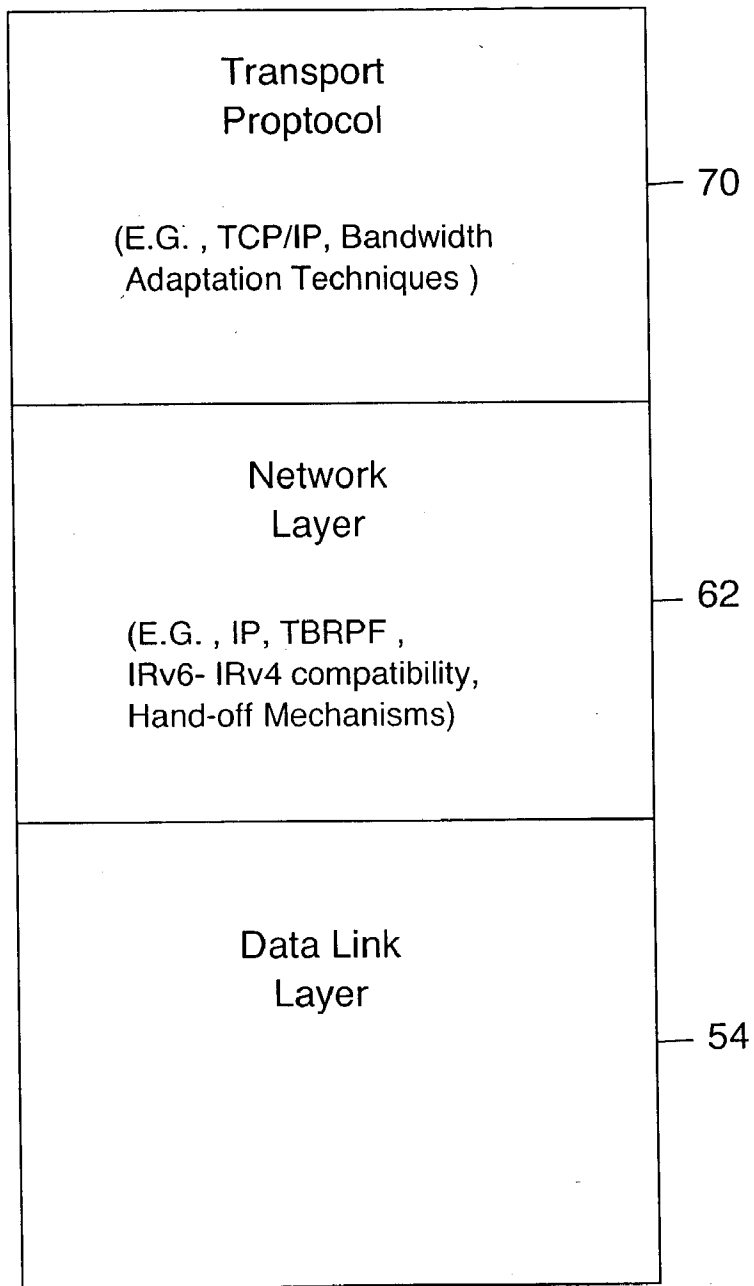 Transport
Proptocol
70
(E.G. , TCP/IP, Bandwidth
Adaptation Techniques )
Network
Layer
62
(E.G. , IP, TBRPF ,
IRv6- IRv4 compatibility,
Hand-off Mechanisms)
Data Link
Layer
54